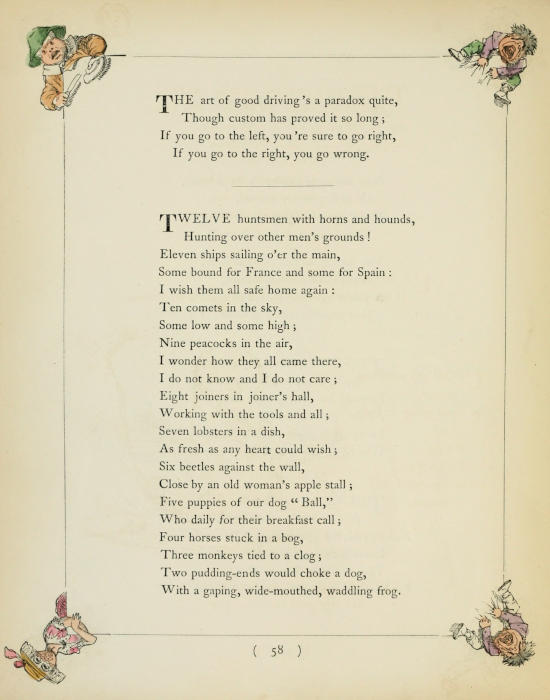 THE art of good driving's a paradox quite,
Though custom has proved it so long ;
If you go to the left, you're sure to go right,
If you go to the right, you go wrong.
TWELVE huntsmen with horns and hounds,
Hunting over other men's grounds !
Eleven ships sailing o'er the main,
Some bound for France and some for Spain :
I wish them all safe home again :
Ten comets in the sky,
Some low and some high ;
Nine peacocks in the air,
I wonder how they all came there,
I do not know and I do not care ;
Eight joiners in joiner's hall,
Working with the tools and all ;
Seven lobsters in a dish,
As fresh as any heart could wish ;
Six beetles against the wall,
Close by an old woman's apple stall ;
Five puppies of our dog “ Ball,”
Who daily for their breakfast call ;
Four horses stuck in a bog,
Three monkeys tied to a clog ;
Two pudding-ends would choke a dog,
With a gaping, wide-mouthed, waddling frog.
( 58 )